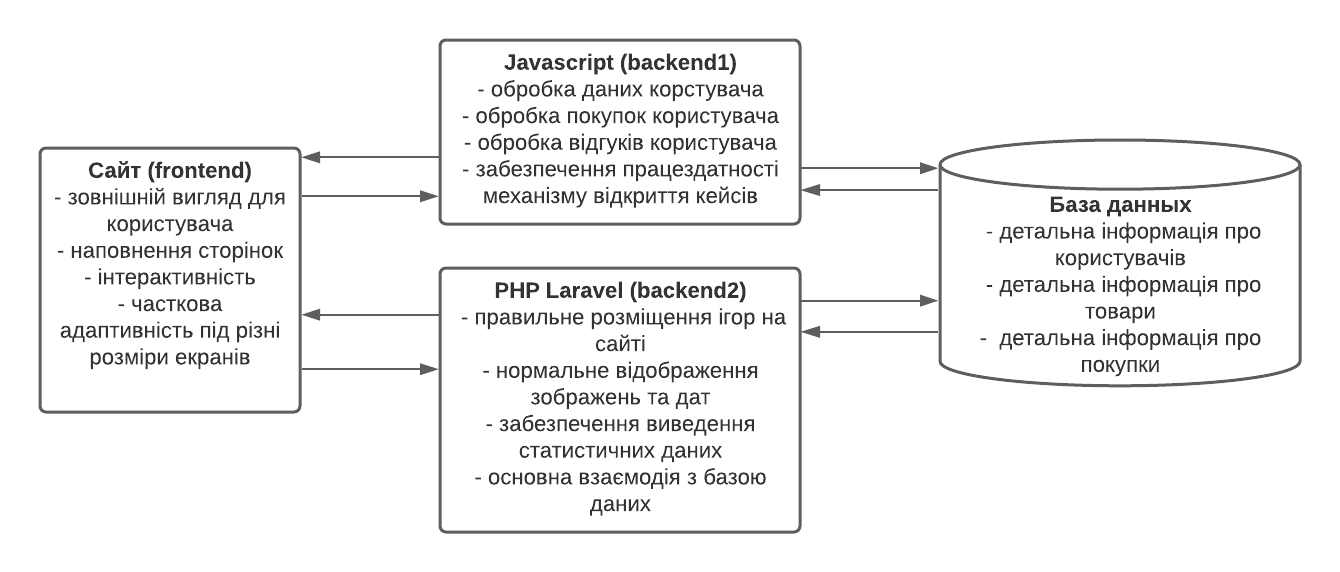 Сайт (frontend)
- зовнішній вигляд для
користувача
- наповнення сторінок
- інтерактивність
- часткова
адаптивність під різні
розміри екранів
Javascript (backend1)
- обробка даних корстувача
- обробка покупок користувача
- обробка відгуків користувача
- забезпечення працездатності
механізму відкриття кейсів
PHP Laravel (backend2)
- правильне розміщення ігор на
сайті
- нормальне відображення
зображень та дат
- забезпечення виведення
статистичних даних
- основна взаємодія з базою
даних
База данных
- детальна інформація про
користувачів
- детальна інформація про
товари
- детальна інформація про
покупки